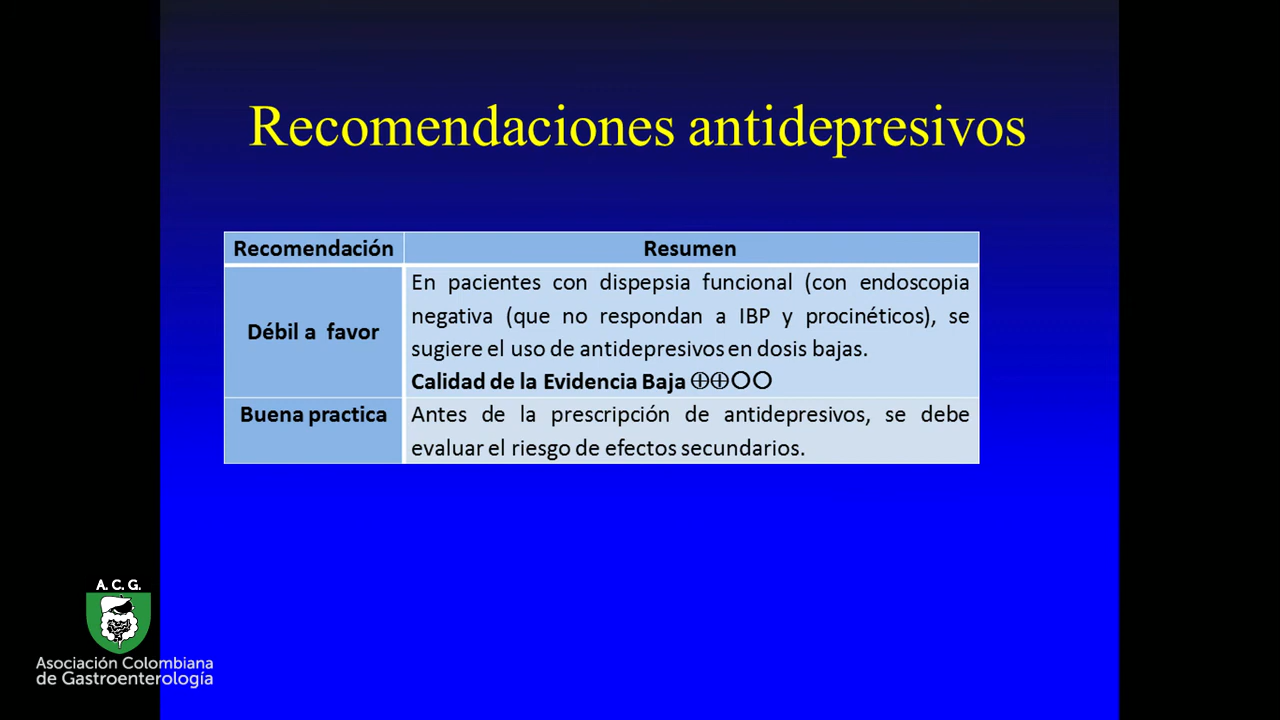 Recomendaciones antidepresivos
Recomendación
Resumen
Débil a favor
En pacientes con dispepsia funcional (con endoscopia
negativa (que no respondan a IBP y procinéticos), se
sugiere el uso de antidepresivos en dosis bajas.
Calidad de la Evidencia Baja ⊕⊕〇〇
Buena practica
Antes de la prescripción de antidepresivos, se debe
evaluar el riesgo de efectos secundarios.
A. C. G.
Asociación Colombiana
de Gastroenterología